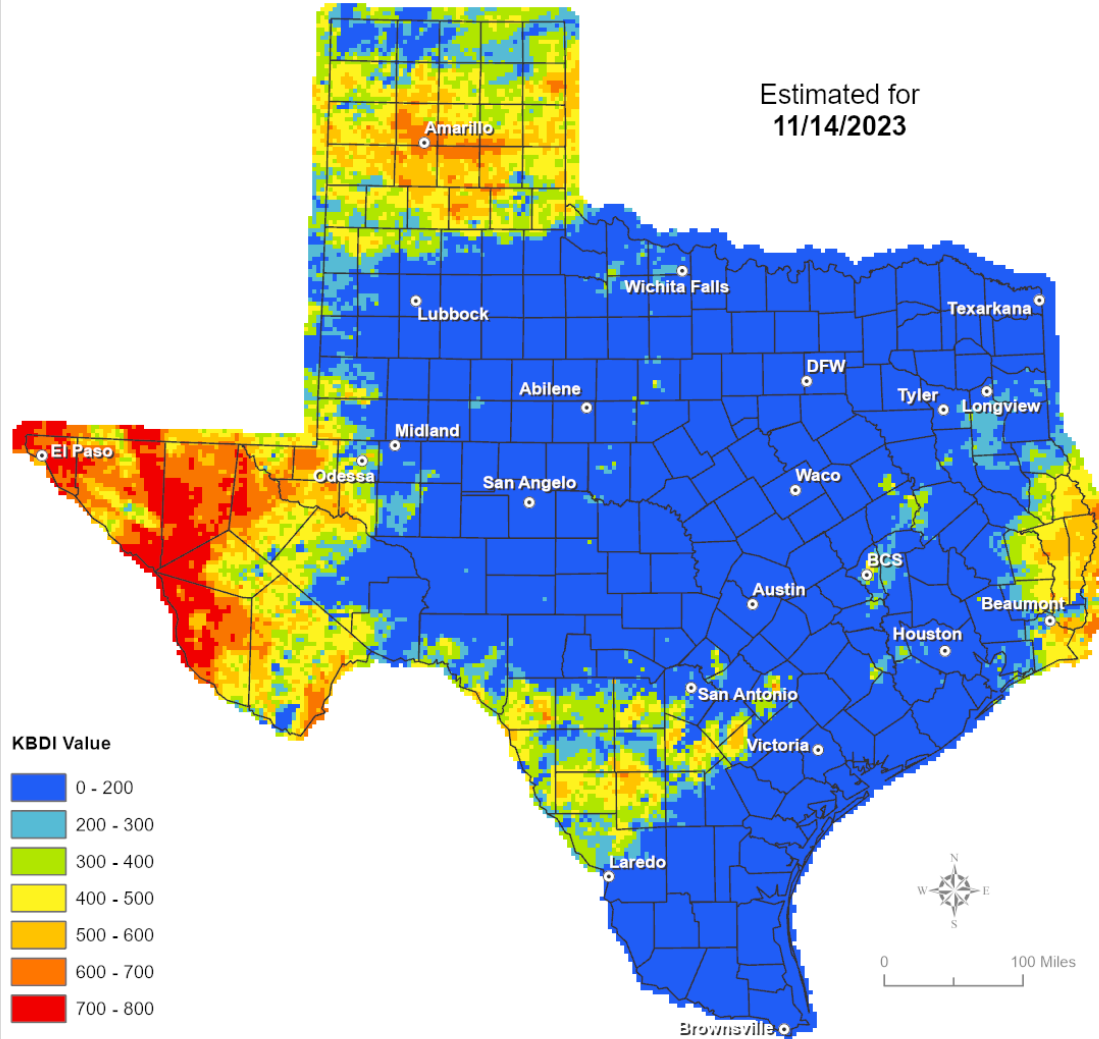 Estimated for
11/14/2023
Amarillo
Wichita Falls
Lubbock
Texarkana
DFW
Abilene
Tyler
Longview
Midland
El Paso
Odessa
San Angelo
Waco
BCS
Austin
Beaumont
Houston
San Antonio
Victoria
Laredo
Brownsville
KBDI Value
0 - 200
200 - 300
300 - 400
400 - 500
500 - 600
600 - 700
700 - 800
N
W E
S
0 100 Miles